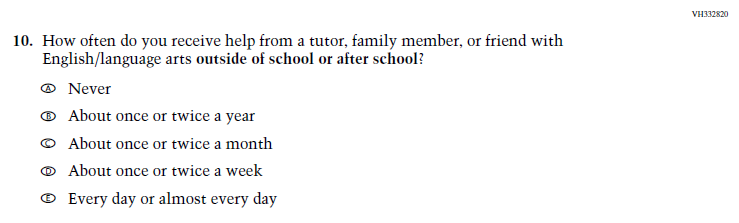 VH332820
10. How often do you receive help from a tutor, family member, or friend with
English/language arts outside of school or after school?
A Never
B About once or twice a year
C About once or twice a month
D About once or twice a week
E Every day or almost every day